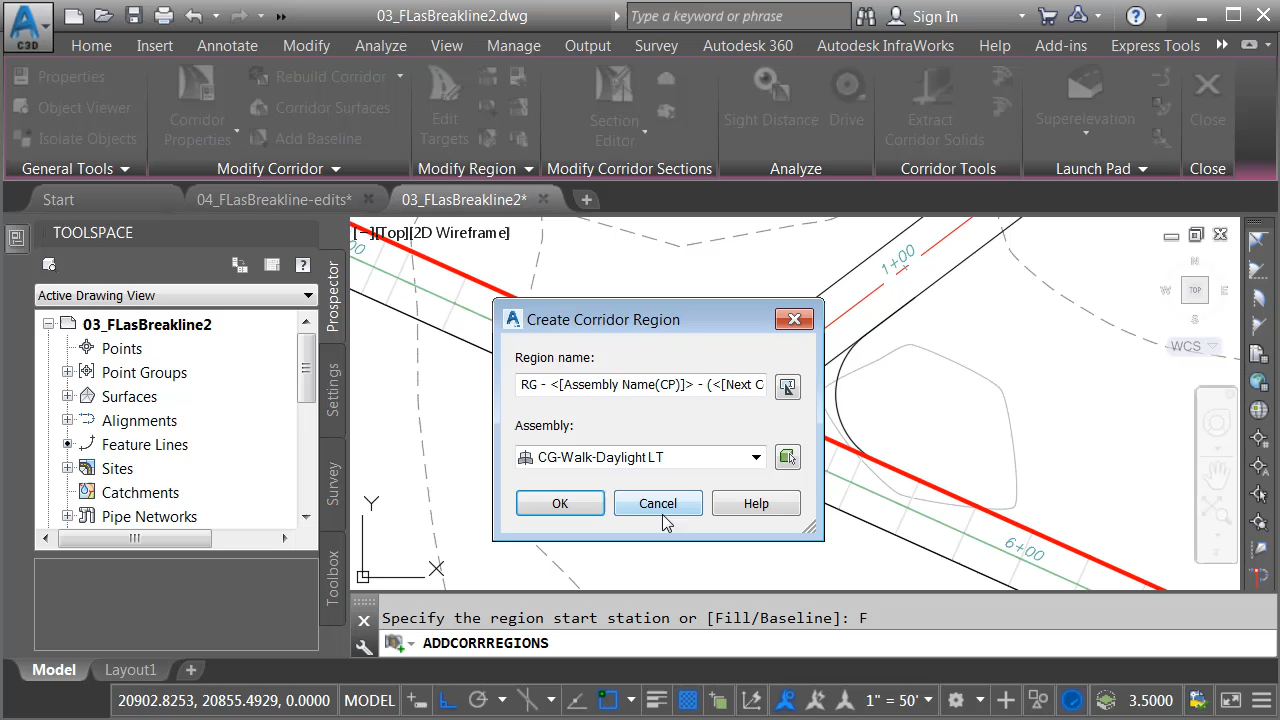 C3D
03_FLasBreakline2.dwg
Type a keyword or phrase
Sign In
Home
Insert
Annotate
Modify
Analyze
View
Manage
Output
Survey
Autodesk 360
Autodesk InfraWorks
Help
Add-ins
Express Tools
Properties
Object Viewer
Isolate Objects
Corridor
Properties
Rebuild Corridor
Corridor Surfaces
Add Baseline
Edit
Targets
Section
Editor
Sight Distance
Drive
Extract
Corridor Solids
Superelevation
Close
General Tools
Modify Corridor
Modify Region
Modify Corridor Sections
Analyze
Corridor Tools
Launch Pad
Close
Start
04_FLasBreakline-edits*
03_FLasBreakline2*
TOOLSPACE
Active Drawing View
03_FLasBreakline2
Points
Point Groups
Surfaces
Alignments
Feature Lines
Sites
Catchments
Pipe Networks
Prospector
Settings
Survey
Toolbox
[−][Top][2D Wireframe]
00
1+00
6+00
N
W
TOP
E
S
WCS
Y
X
Create Corridor Region
Region name:
RG - <[Assembly Name(CP)]> - (<[Next C
Assembly:
CG-Walk-Daylight LT
OK
Cancel
Help
Specify the region start station or [Fill/Baseline]: F
ADDCORRREGIONS
Model
Layout1
20902.8253, 20855.4929, 0.0000
MODEL
1" = 50'
3.5000